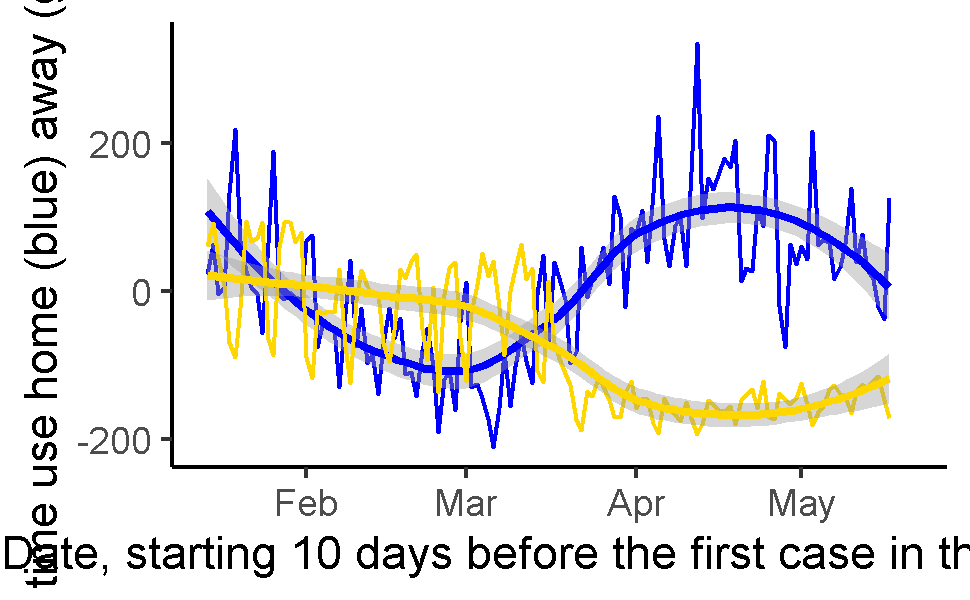 time use home (blue) away (
200
0
-200
Feb Mar Apr May
Date, starting 10 days before the first case in th